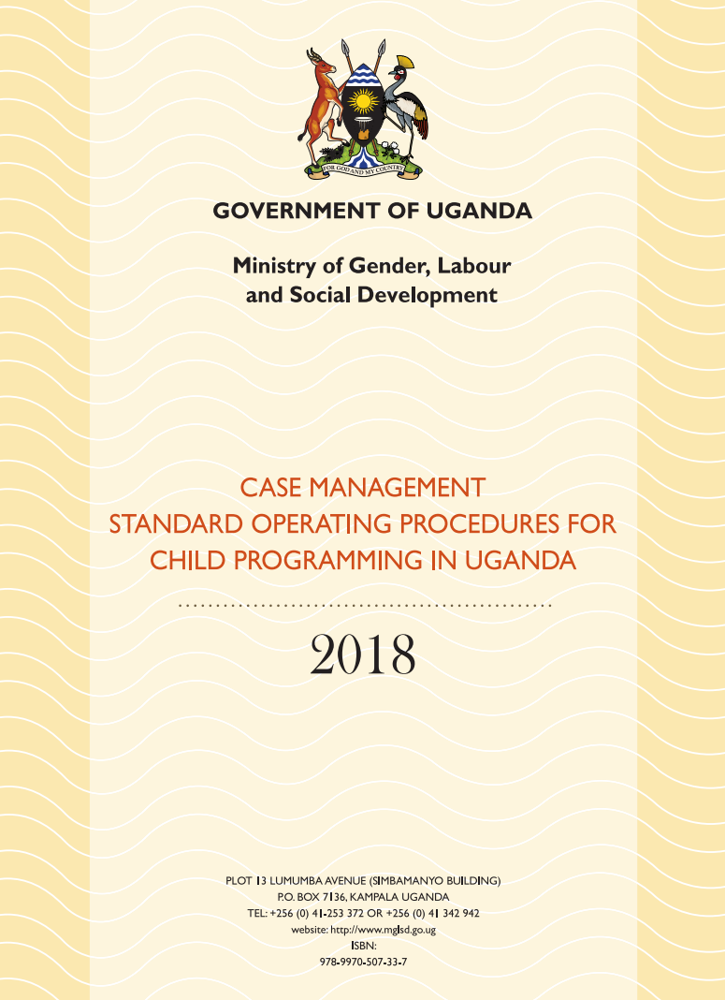 FOR GOD AND MY COUNTRY
GOVERNMENT OF UGANDA
Ministry of Gender, Labour
and Social Development
CASE MANAGEMENT
STANDARD OPERATING PROCEDURES FOR
CHILD PROGRAMMING IN UGANDA
2018
PLOT 13 LUMUMBA AVENUE (SIMBAMANYO BUILDING)
P.O. BOX 7136, KAMPALA UGANDA
TEL: +256 (0) 41-253 372 OR +256 (0) 41 342 942
website: http://www.mglsd.go.ug
ISBN:
978-9970-507-33-7